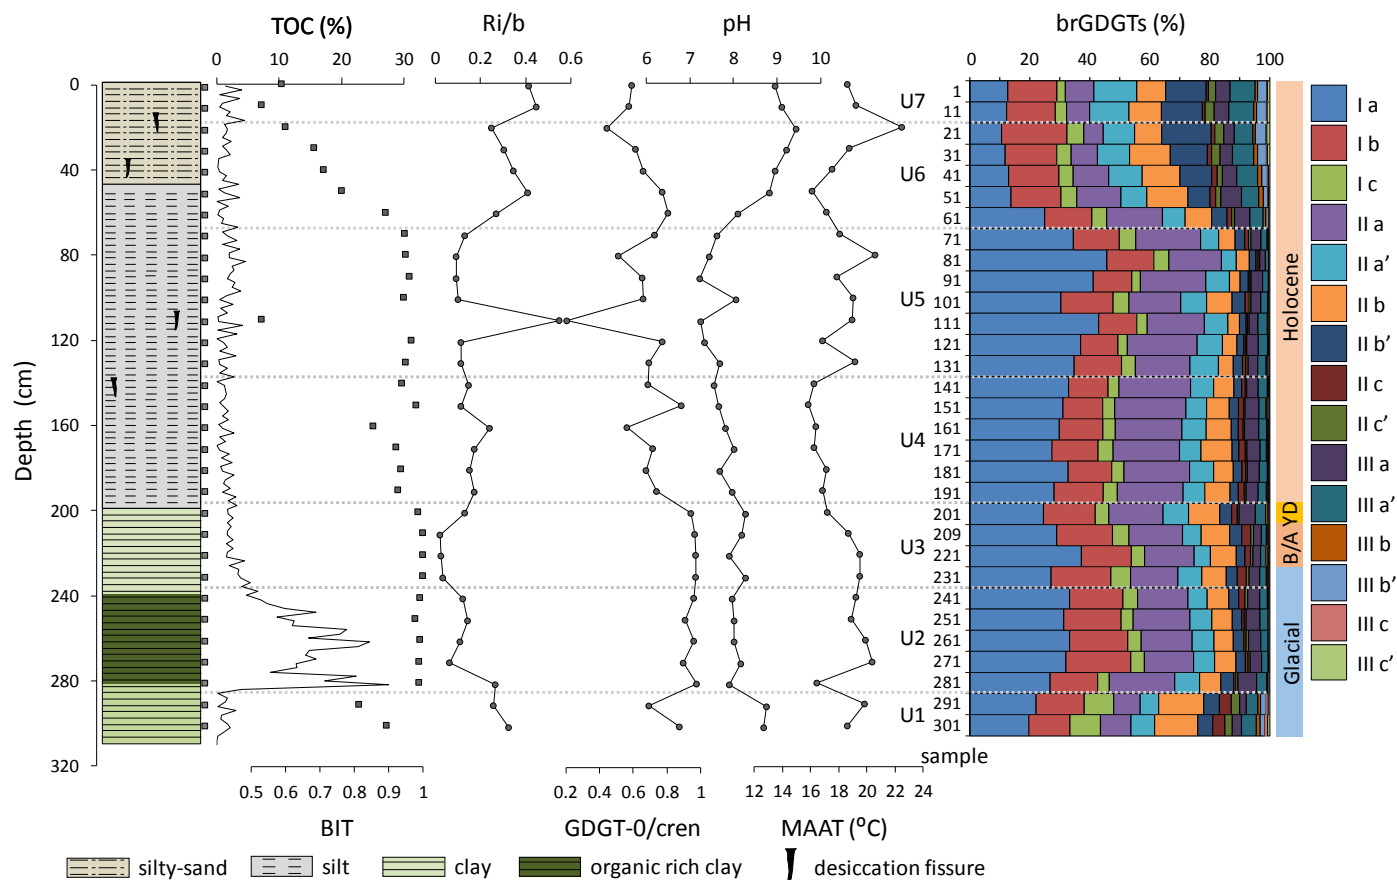 TOC (%)
Ri/b
pH
brGDGTs (%)
0 10 20 30
0 0.2 0.4 0.6
6 7 8 9 10
0 20 40 60 80 100
Depth (cm)
0
40
80
120
160
200
240
280
320
U7
U6
U5
U4
U3
U2
U1
1
11
21
31
41
51
61
71
81
91
101
111
121
131
141
151
161
171
181
191
201
209
221
231
241
251
261
271
281
291
301
sample
Holocene
YD
B/A
Glacial
I a
I b
I c
II a
II a’
II b
II b’
II c
II c’
III a
III a’
III b
III b’
III c
III c’
0.5 0.6 0.7 0.8 0.9 1
0.2 0.4 0.6 0.8 1
12 14 16 18 20 22 24
BIT
GDGT-0/cren
MAAT (⁰C)
silty-sand
silt
clay
organic rich clay
desiccation fissure